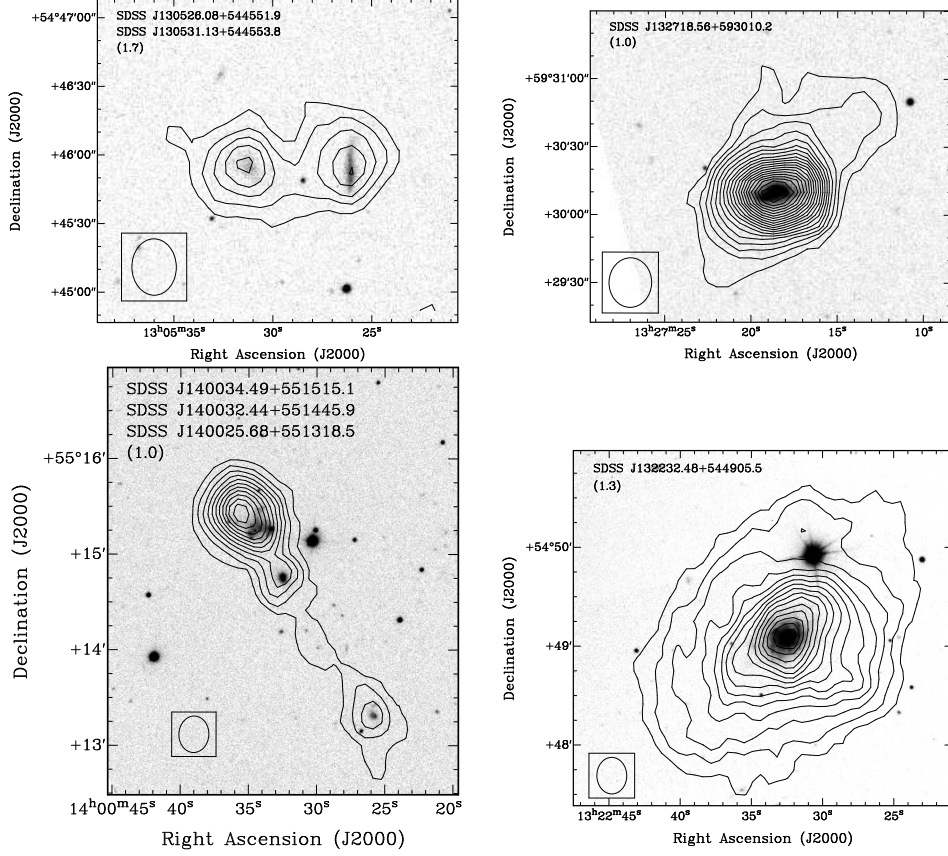 SDSS J130526.08+544551.9
SDSS J130531.13+544553.8
(1.7)
+54°47′00″
+46′30″
+46′00″
+45′30″
+45′00″
Declination (J2000)
13ʰ05ᵐ35ˢ 30ˢ 25ˢ
Right Ascension (J2000)
SDSS J132718.56+593010.2
(1.0)
+59°31′00″
+30′30″
+30′00″
+29′30″
Declination (J2000)
13ʰ27ᵐ25ˢ 20ˢ 15ˢ 10ˢ
Right Ascension (J2000)
SDSS J140034.49+551515.1
SDSS J140032.44+551445.9
SDSS J140025.68+551318.5
(1.0)
+55°16′
+15′
+14′
+13′
Declination (J2000)
14ʰ00ᵐ45ˢ 40ˢ 35ˢ 30ˢ 25ˢ 20ˢ
Right Ascension (J2000)
SDSS J132232.48+544905.5
(1.3)
+54°50′
+49′
+48′
Declination (J2000)
13ʰ22ᵐ45ˢ 40ˢ 35ˢ 30ˢ 25ˢ
Right Ascension (J2000)